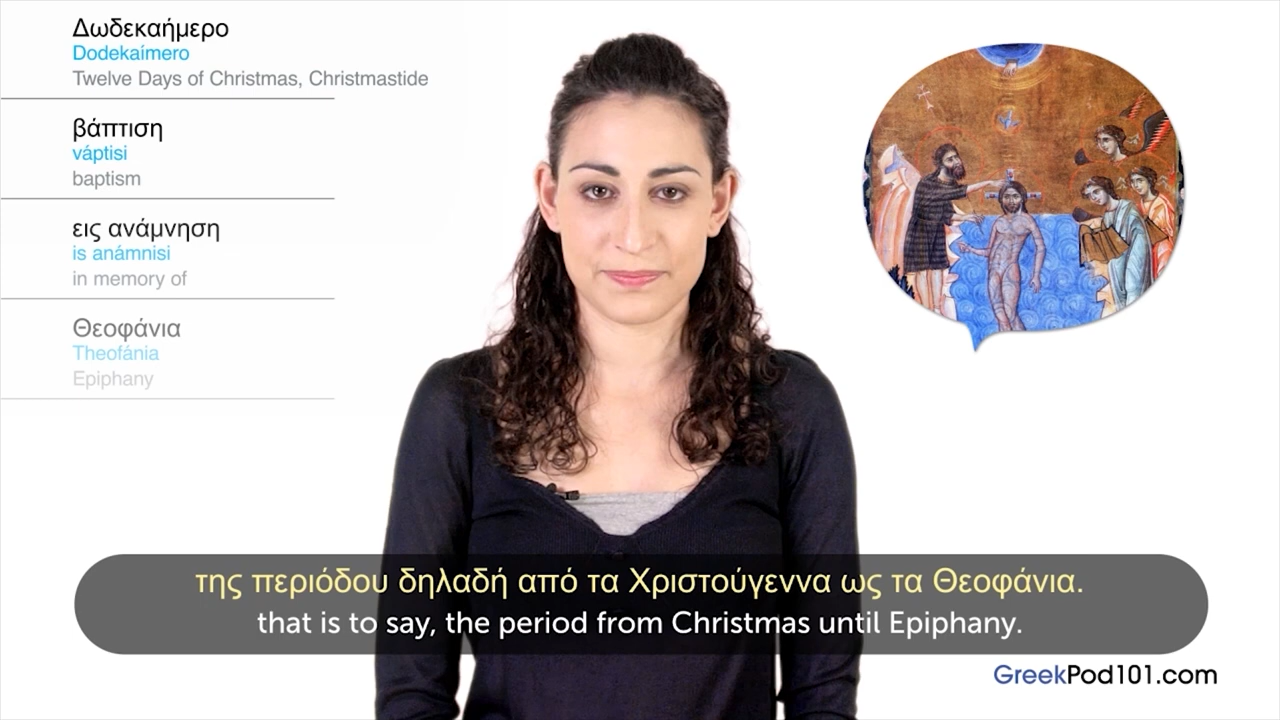 Δωδεκαήμερο
Dodekaímero
Twelve Days of Christmas, Christmastide
βάπτιση
váptisi
baptism
εις ανάμνηση
is anámnisi
in memory of
Θεοφάνια
Theofánia
Epiphany
της περιόδου δηλαδή από τα Χριστούγεννα ως τα Θεοφάνια.
that is to say, the period from Christmas until Epiphany.
GreekPod101.com